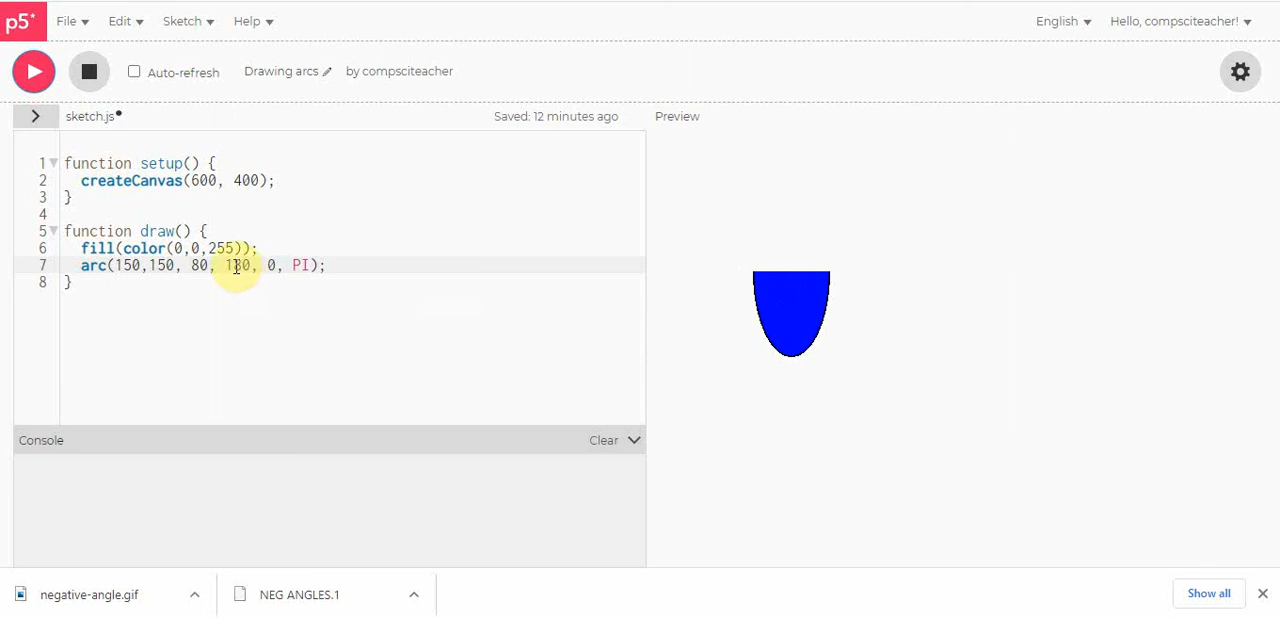 p5* File Edit Sketch Help English Hello, compsciteacher!
Auto-refresh Drawing arcs by compsciteacher
> sketch.js Saved: 12 minutes ago Preview
1 function setup() {
2 createCanvas(600, 400);
3 }
4
5 function draw() {
6 fill(color(0,0,255));
7 arc(150,150, 80, 180, 0, PI);
8 }
Console Clear
negative-angle.gif NEG ANGLES.1 Show all